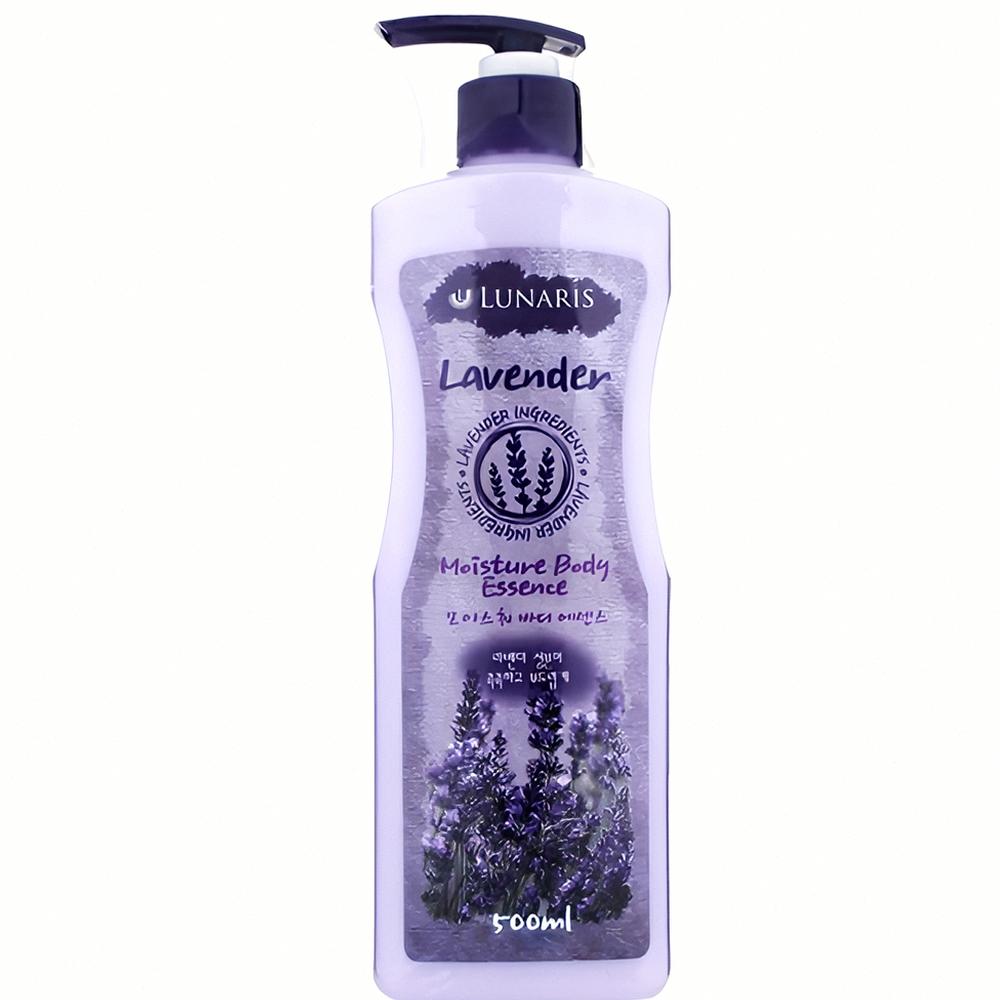 LUNARIS
Lavender
LAVENDER INGREDIENTS • LAVENDER INGREDIENTS •
Moisture Body
Essence
모이스춰 바디 에센스
500ml